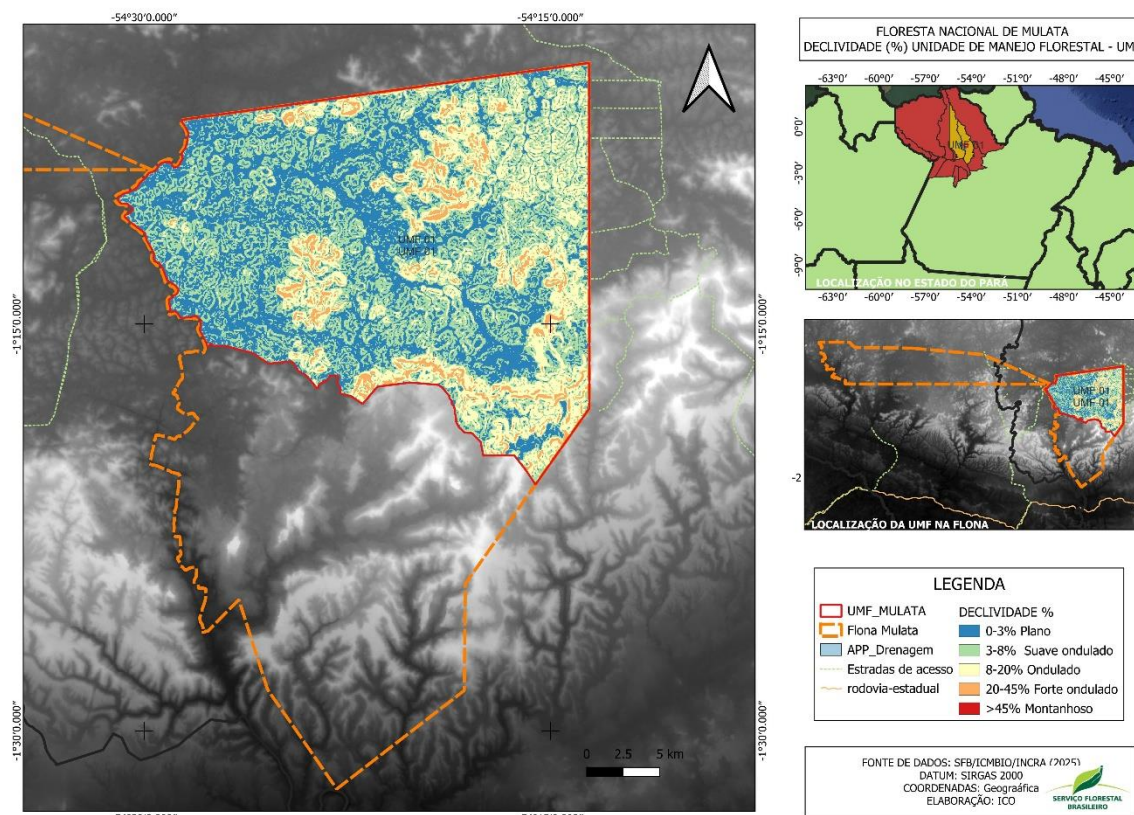 -54°30'0.000"
-54°15'0.000"
-1°15'0.000"
-1°15'0.000"
-1°30'0.000"
-1°30'0.000"
UMF 01
UMF 01
0 2.5 5 km
FLORESTA NACIONAL DE MULATA
DECLIVIDADE (%) UNIDADE DE MANEJO FLORESTAL - UM
-63°0' -60°0' -57°0' -54°0' -51°0' -48°0' -45°0'
0°0'
-3°0'
-6°0'
-9°0'
UMF 01
LOCALIZAÇÃO NO ESTADO DO PARÁ
-63°0' -60°0' -57°0' -54°0' -51°0' -48°0' -45°0'
UMF 01
UMF 01
-2
LOCALIZAÇÃO DA UMF NA FLONA
LEGENDA
UMF_MULATA
Flona Mulata
APP_Drenagem
Estradas de acesso
rodovia-estadual
DECLIVIDADE %
0-3% Plano
3-8% Suave ondulado
8-20% Ondulado
20-45% Forte ondulado
>45% Montanhoso
FONTE DE DADOS: SFB/ICMBIO/INCRA (2025)
DATUM: SIRGAS 2000
COORDENADAS: Geograáfica
ELABORAÇÃO: ICO
SERVIÇO FLORESTAL
BRASILEIRO